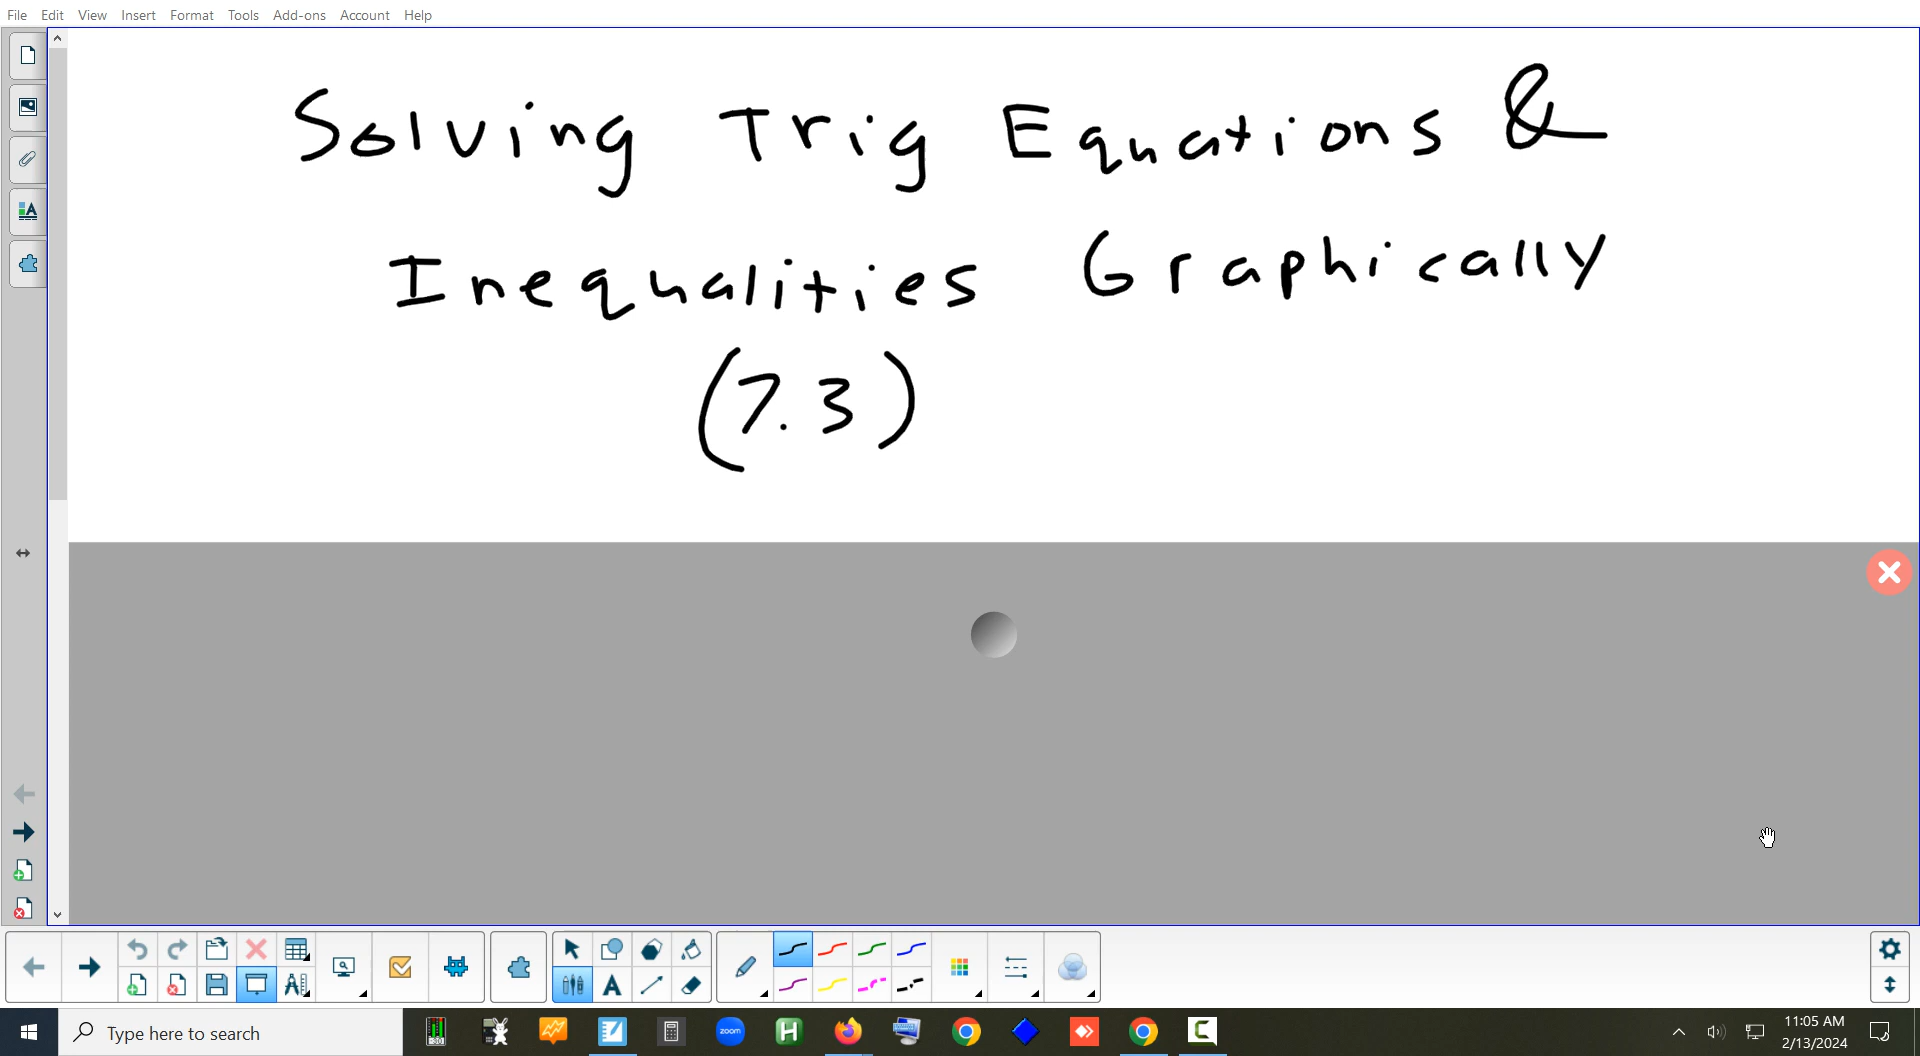 File Edit View Insert Format Tools Add-ons Account Help
Solving Trig Equations &
Inequalities Graphically
(7.3)
A
A
zoom
H
C
Type here to search
11:05 AM
2/13/2024